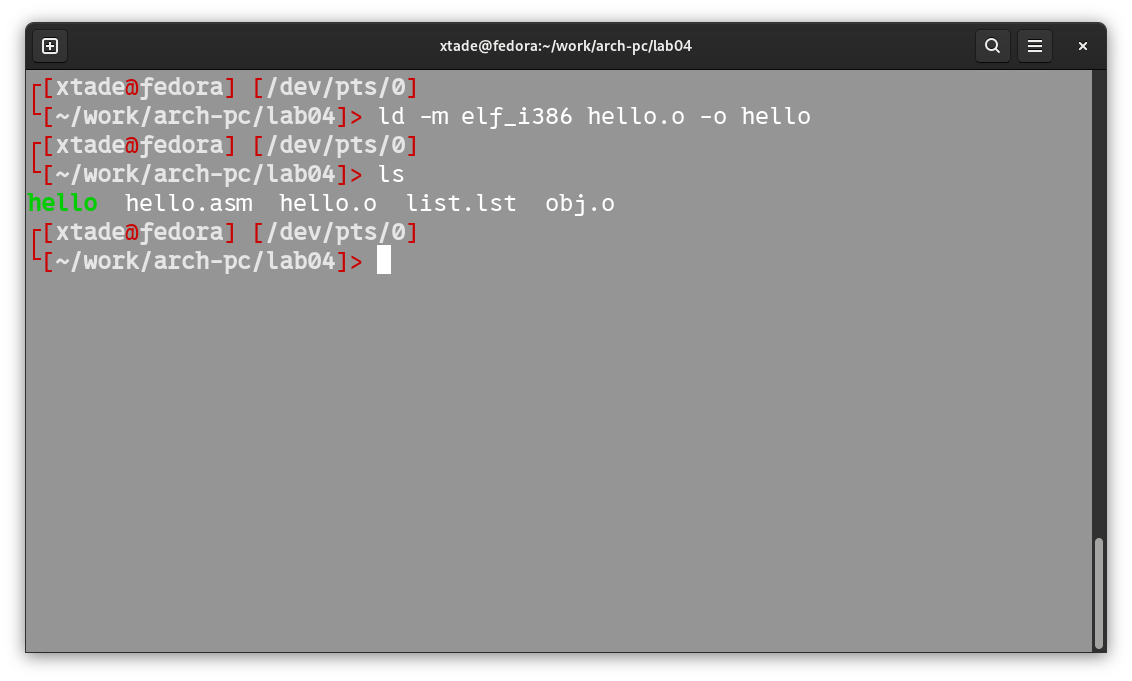 xtade@fedora:~/work/arch-pc/lab04
[xtade@fedora] [/dev/pts/0]
[~/work/arch-pc/lab04]> ld -m elf_i386 hello.o -o hello
[xtade@fedora] [/dev/pts/0]
[~/work/arch-pc/lab04]> ls
hello  hello.asm  hello.o  list.lst  obj.o
[xtade@fedora] [/dev/pts/0]
[~/work/arch-pc/lab04]>